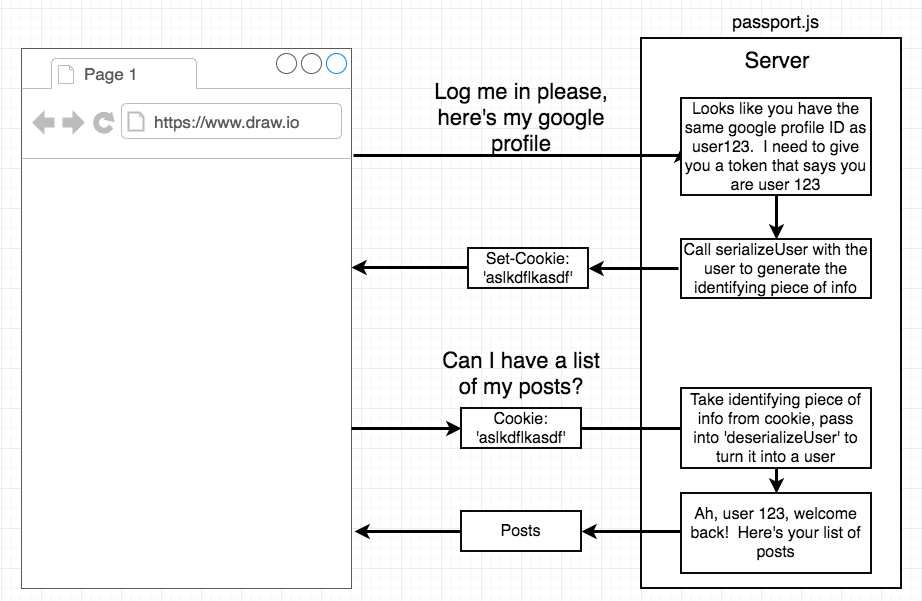 passport.js
Server
Page 1
https://www.draw.io
Log me in please,
here's my google
profile
Looks like you have the
same google profile ID as
user123.  I need to give
you a token that says you
are user 123
Call serializeUser with the
user to generate the
identifying piece of info
Set-Cookie:
'aslkdflkasdf'
Can I have a list
of my posts?
Cookie:
'aslkdflkasdf'
Take identifying piece of
info from cookie, pass
into 'deserializeUser' to
turn it into a user
Ah, user 123, welcome
back!  Here's your list of
posts
Posts